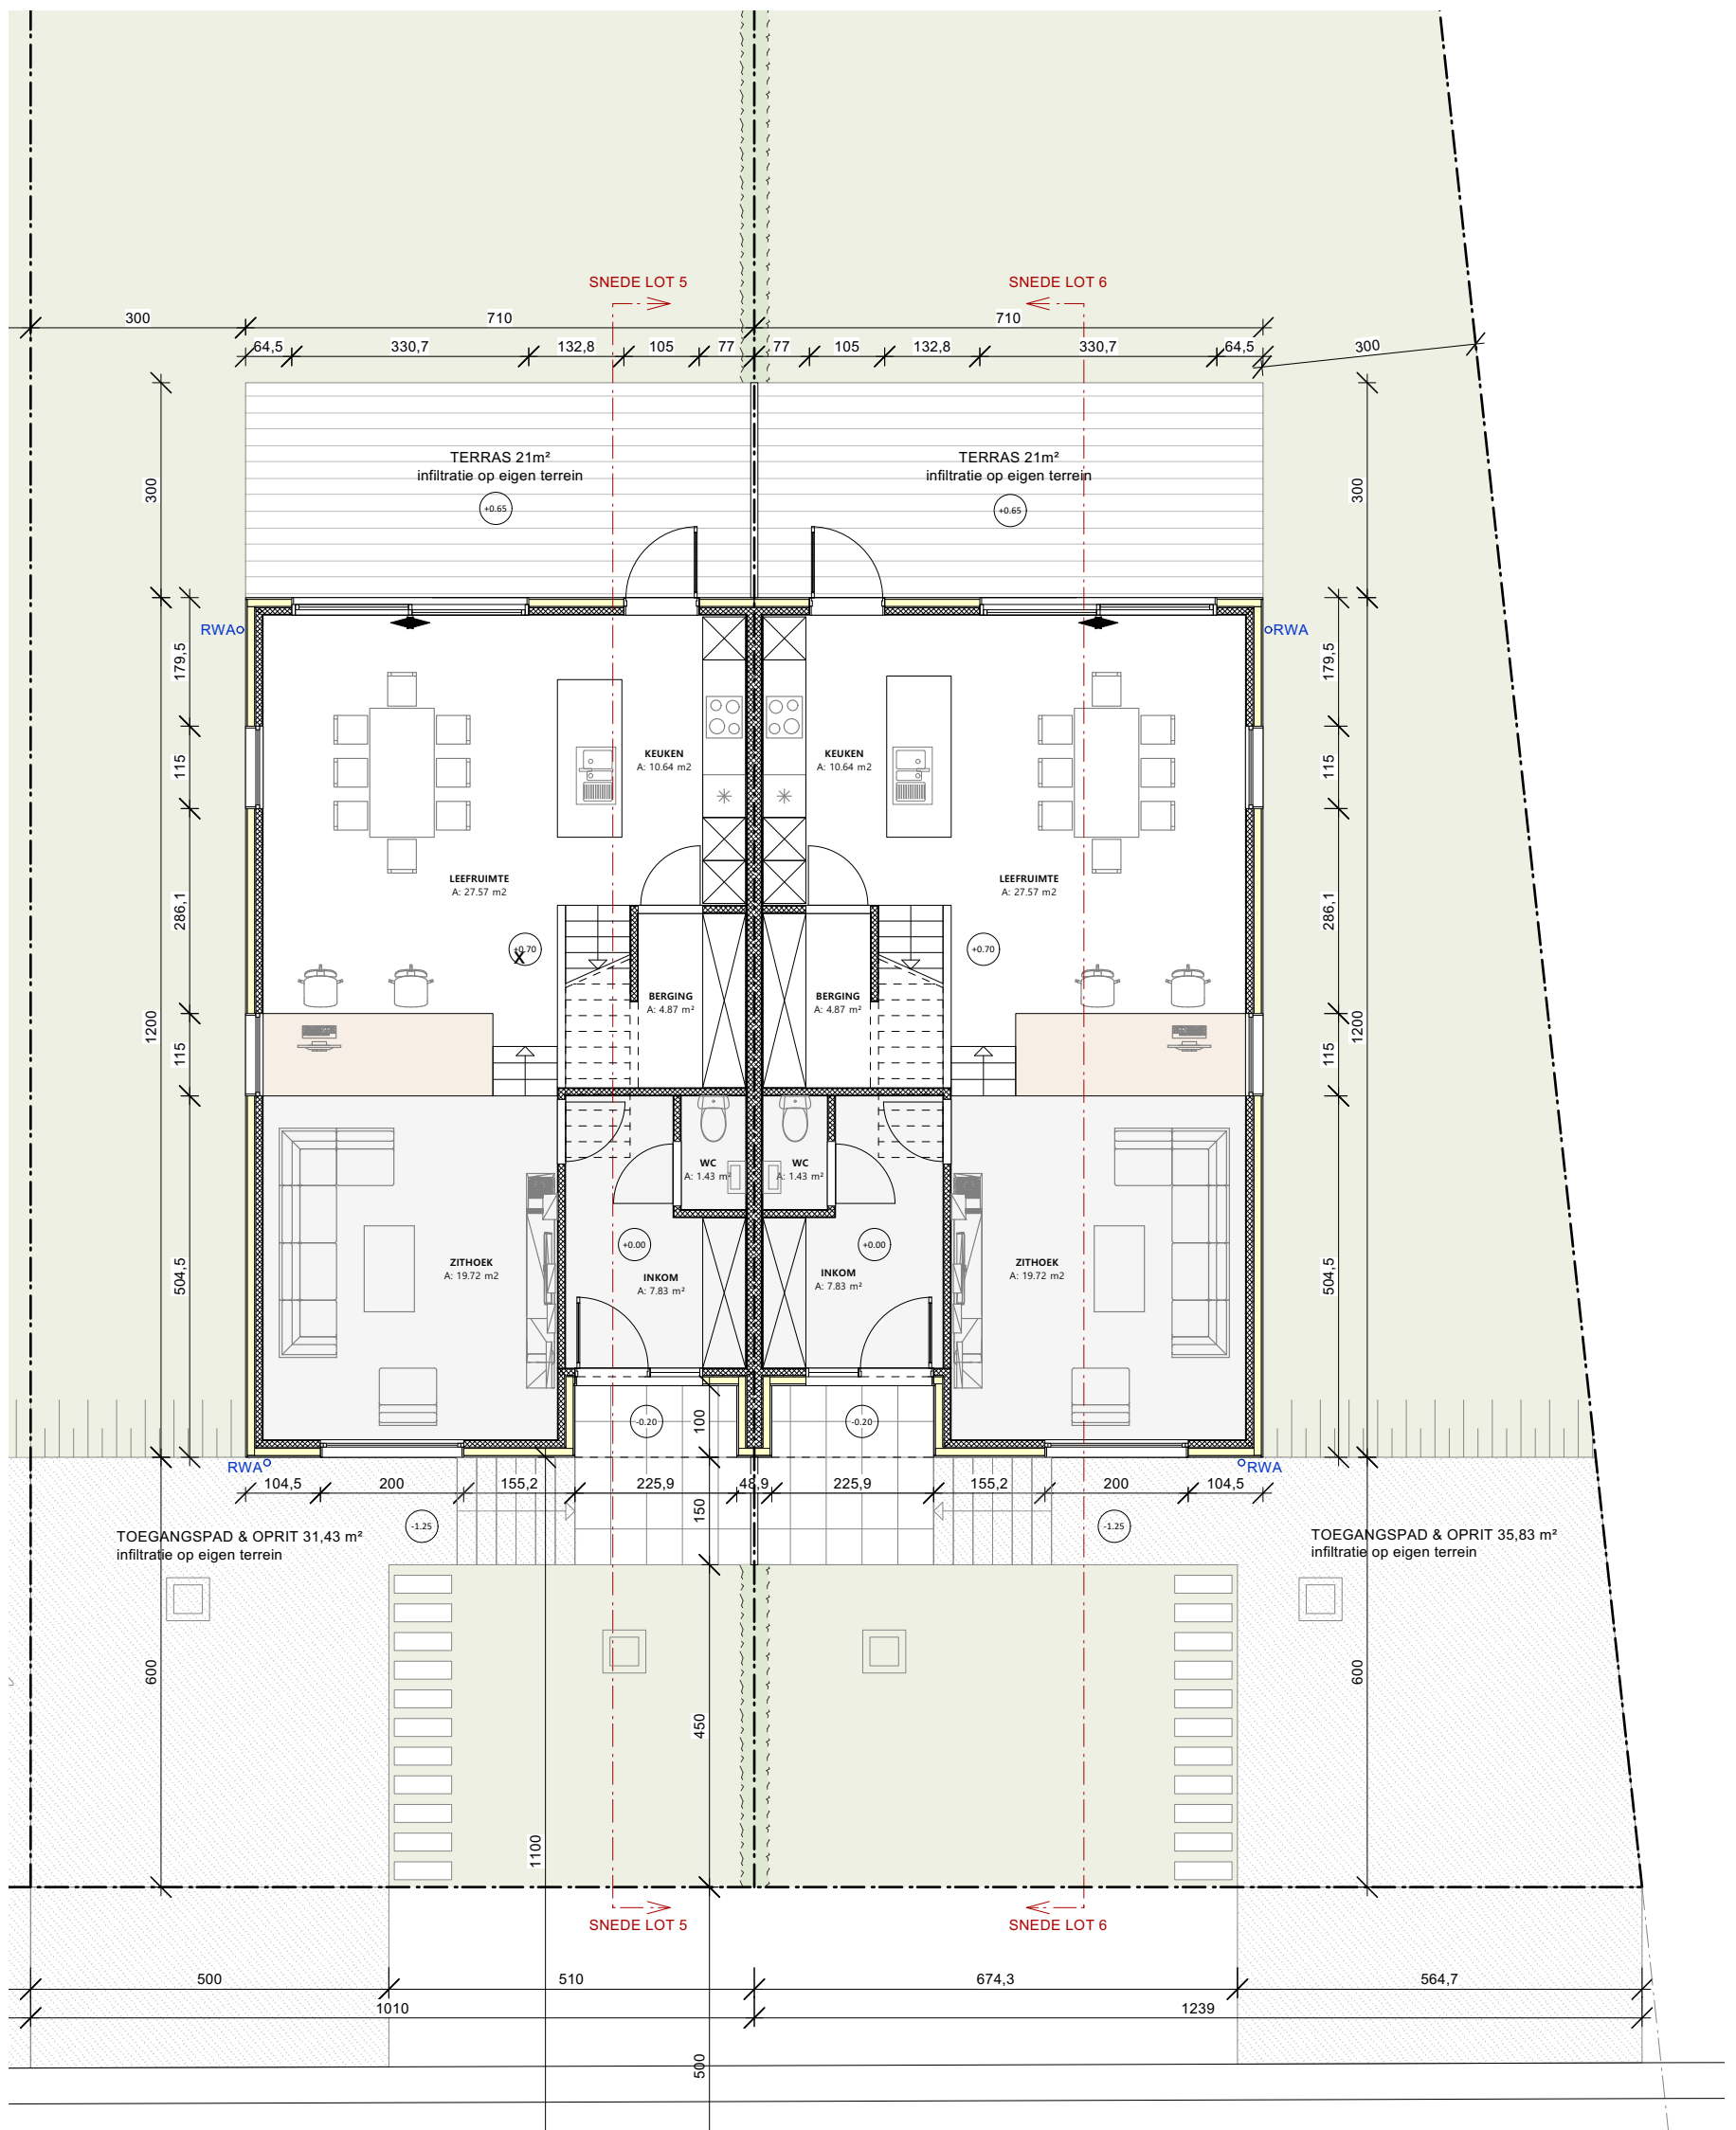 SNEDE LOT 5
SNEDE LOT 6
300
710
710
64,5
330,7
132,8
105
77
77
105
132,8
330,7
64,5
300
TERRAS 21m²
infiltratie op eigen terrein
+0.65
TERRAS 21m²
infiltratie op eigen terrein
+0.65
300
300
RWA
RWA
179,5
115
286,1
115
504,5
1200
179,5
115
286,1
115
504,5
1200
KEUKEN
A: 10.64 m2
KEUKEN
A: 10.64 m2
LEEFRUIMTE
A: 27.57 m2
LEEFRUIMTE
A: 27.57 m2
+0.70
X
+0.70
BERGING
A: 4.87 m²
BERGING
A: 4.87 m²
WC
A: 1.43 m²
WC
A: 1.43 m²
+0.00
+0.00
ZITHOEK
A: 19.72 m2
INKOM
A: 7.83 m²
INKOM
A: 7.83 m²
ZITHOEK
A: 19.72 m2
-0.20
-0.20
100
RWA
RWA
104,5
200
155,2
225,9
48,9
225,9
155,2
200
104,5
150
-1.25
-1.25
TOEGANGSPAD & OPRIT 31,43 m²
infiltratie op eigen terrein
TOEGANGSPAD & OPRIT 35,83 m²
infiltratie op eigen terrein
600
450
600
1100
SNEDE LOT 5
SNEDE LOT 6
500
510
674,3
564,7
1010
1239
500